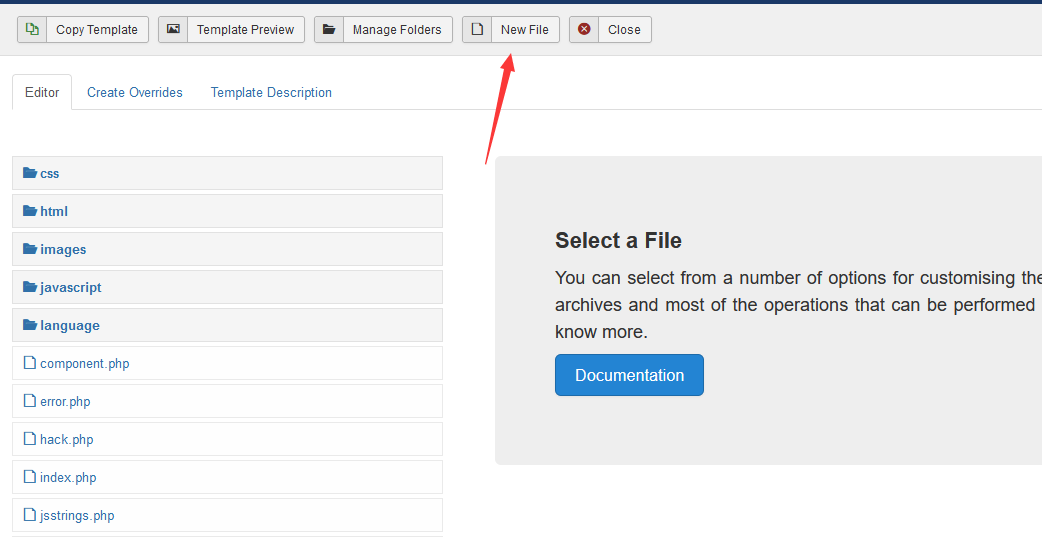 Copy Template Template Preview Manage Folders New File Close
Editor Create Overrides Template Description
css
html
images
javascript
language
component.php
error.php
hack.php
index.php
jsstrings.php
Select a File
You can select from a number of options for customising the
archives and most of the operations that can be performed
know more.
Documentation